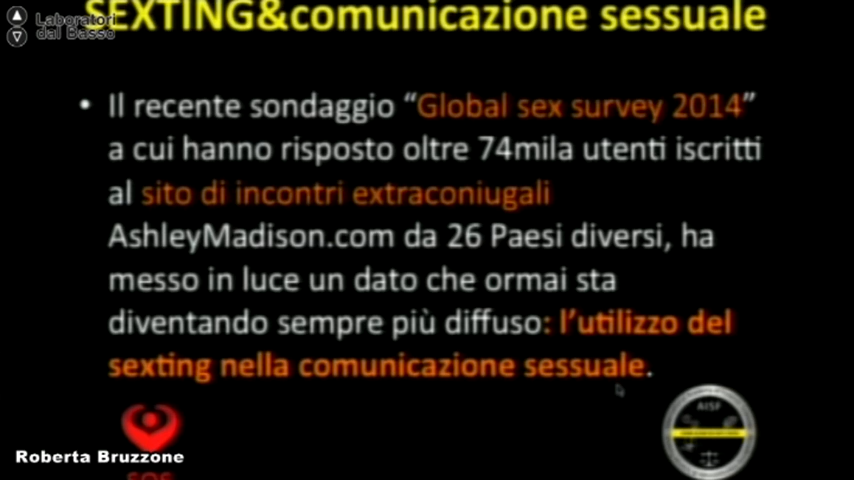 SEXTING&comunicazione sessuale
Laboratori
dal Basso
• Il recente sondaggio “Global sex survey 2014”
a cui hanno risposto oltre 74mila utenti iscritti
al sito di incontri extraconiugali
AshleyMadison.com da 26 Paesi diversi, ha
messo in luce un dato che ormai sta
diventando sempre più diffuso: l’utilizzo del
sexting nella comunicazione sessuale.
AISF
Roberta Bruzzone